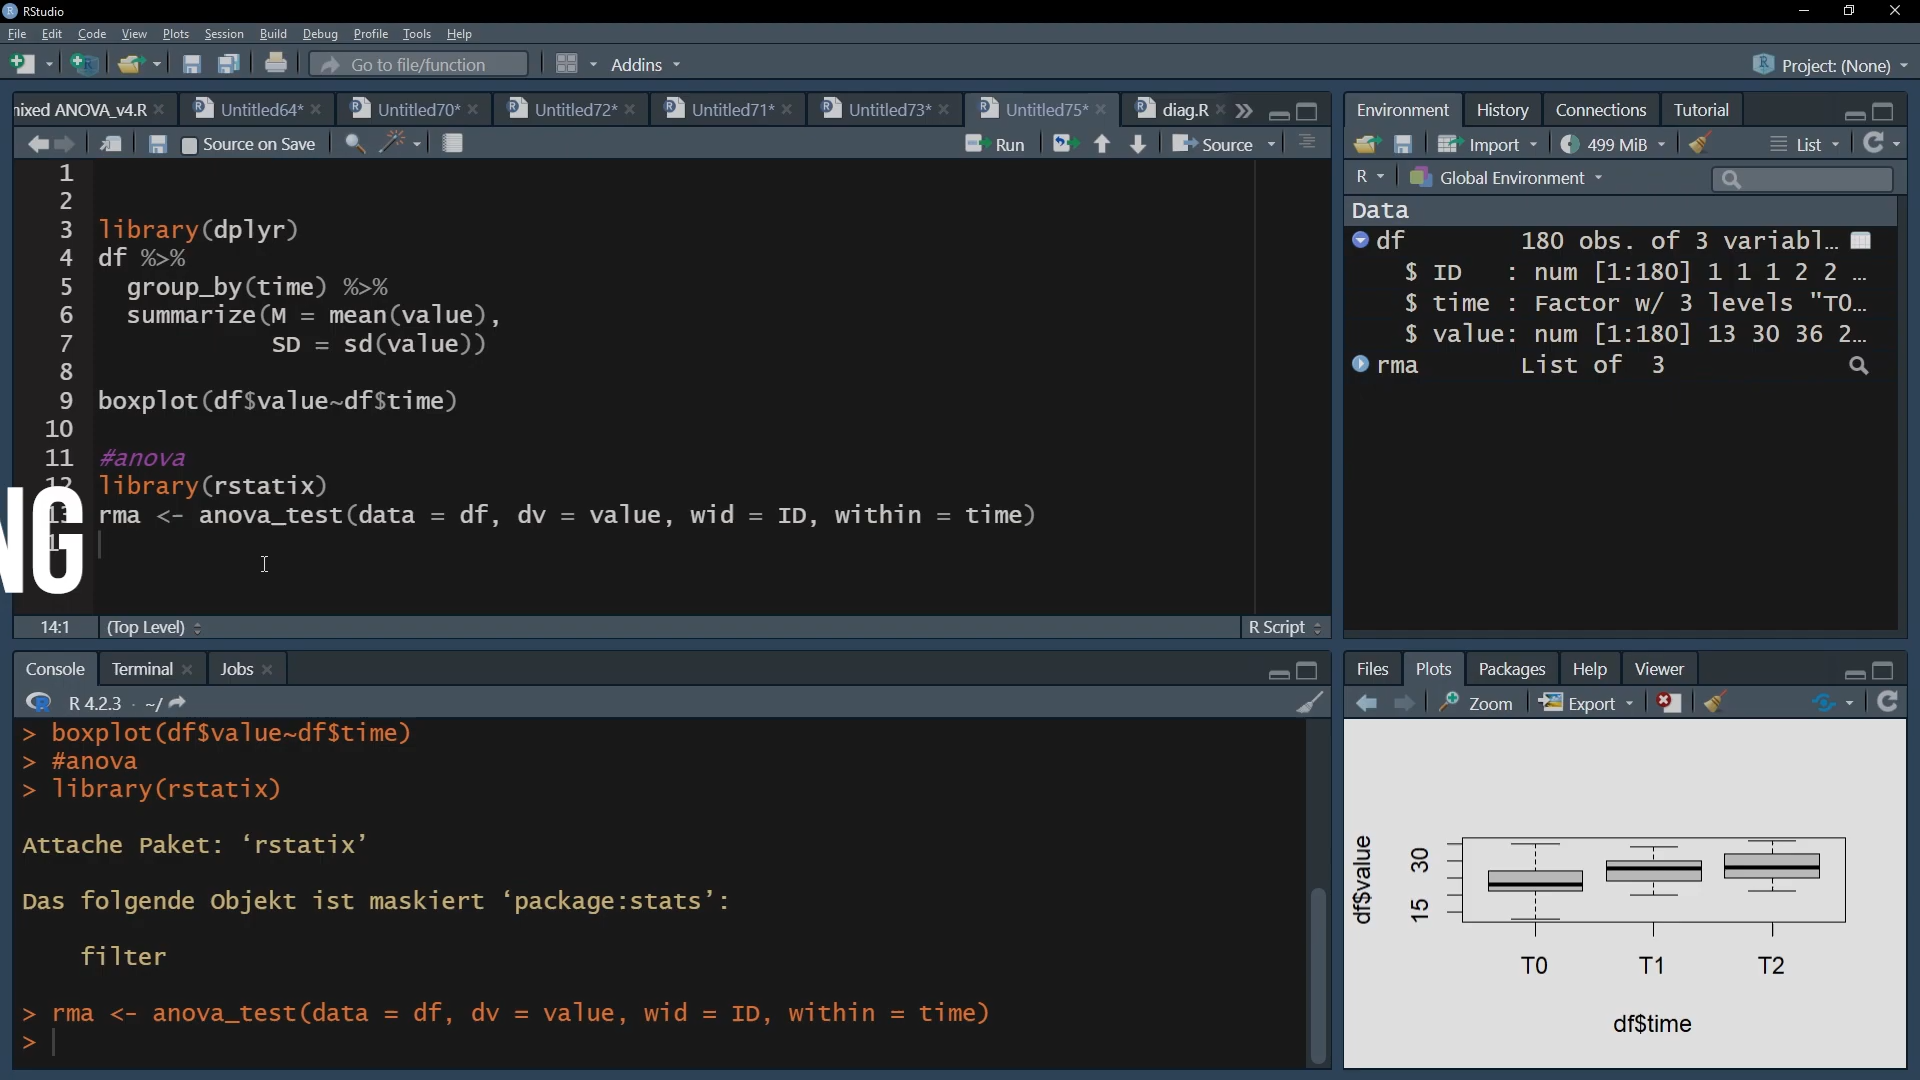 RStudio
File Edit Code View Plots Session Build Debug Profile Tools Help
Go to file/function Addins Project: (None)
nixed ANOVA_v4.R Untitled64* Untitled70* Untitled72* Untitled71* Untitled73* Untitled75* diag.R
Source on Save Run Source
1
2
3 library(dplyr)
4 df %>%
5 group_by(time) %>%
6 summarize(M = mean(value),
7 SD = sd(value))
8
9 boxplot(df$value~df$time)
10
11 #anova
12 library(rstatix)
13 rma <- anova_test(data = df, dv = value, wid = ID, within = time)
1
NG
14:1 (Top Level) R Script
Console Terminal Jobs
R 4.2.3 · ~/
> boxplot(df$value~df$time)
> #anova
> library(rstatix)
Attache Paket: ‘rstatix’
Das folgende Objekt ist maskiert ‘package:stats’:
filter
> rma <- anova_test(data = df, dv = value, wid = ID, within = time)
>
Environment History Connections Tutorial
Import 499 MiB List
R Global Environment
Data
df 180 obs. of 3 variabl…
$ ID : num [1:180] 1 1 1 2 2 …
$ time : Factor w/ 3 levels "T0…
$ value: num [1:180] 13 30 36 2…
rma List of 3
Files Plots Packages Help Viewer
Zoom Export
df$value
30
15
T0 T1 T2
df$time